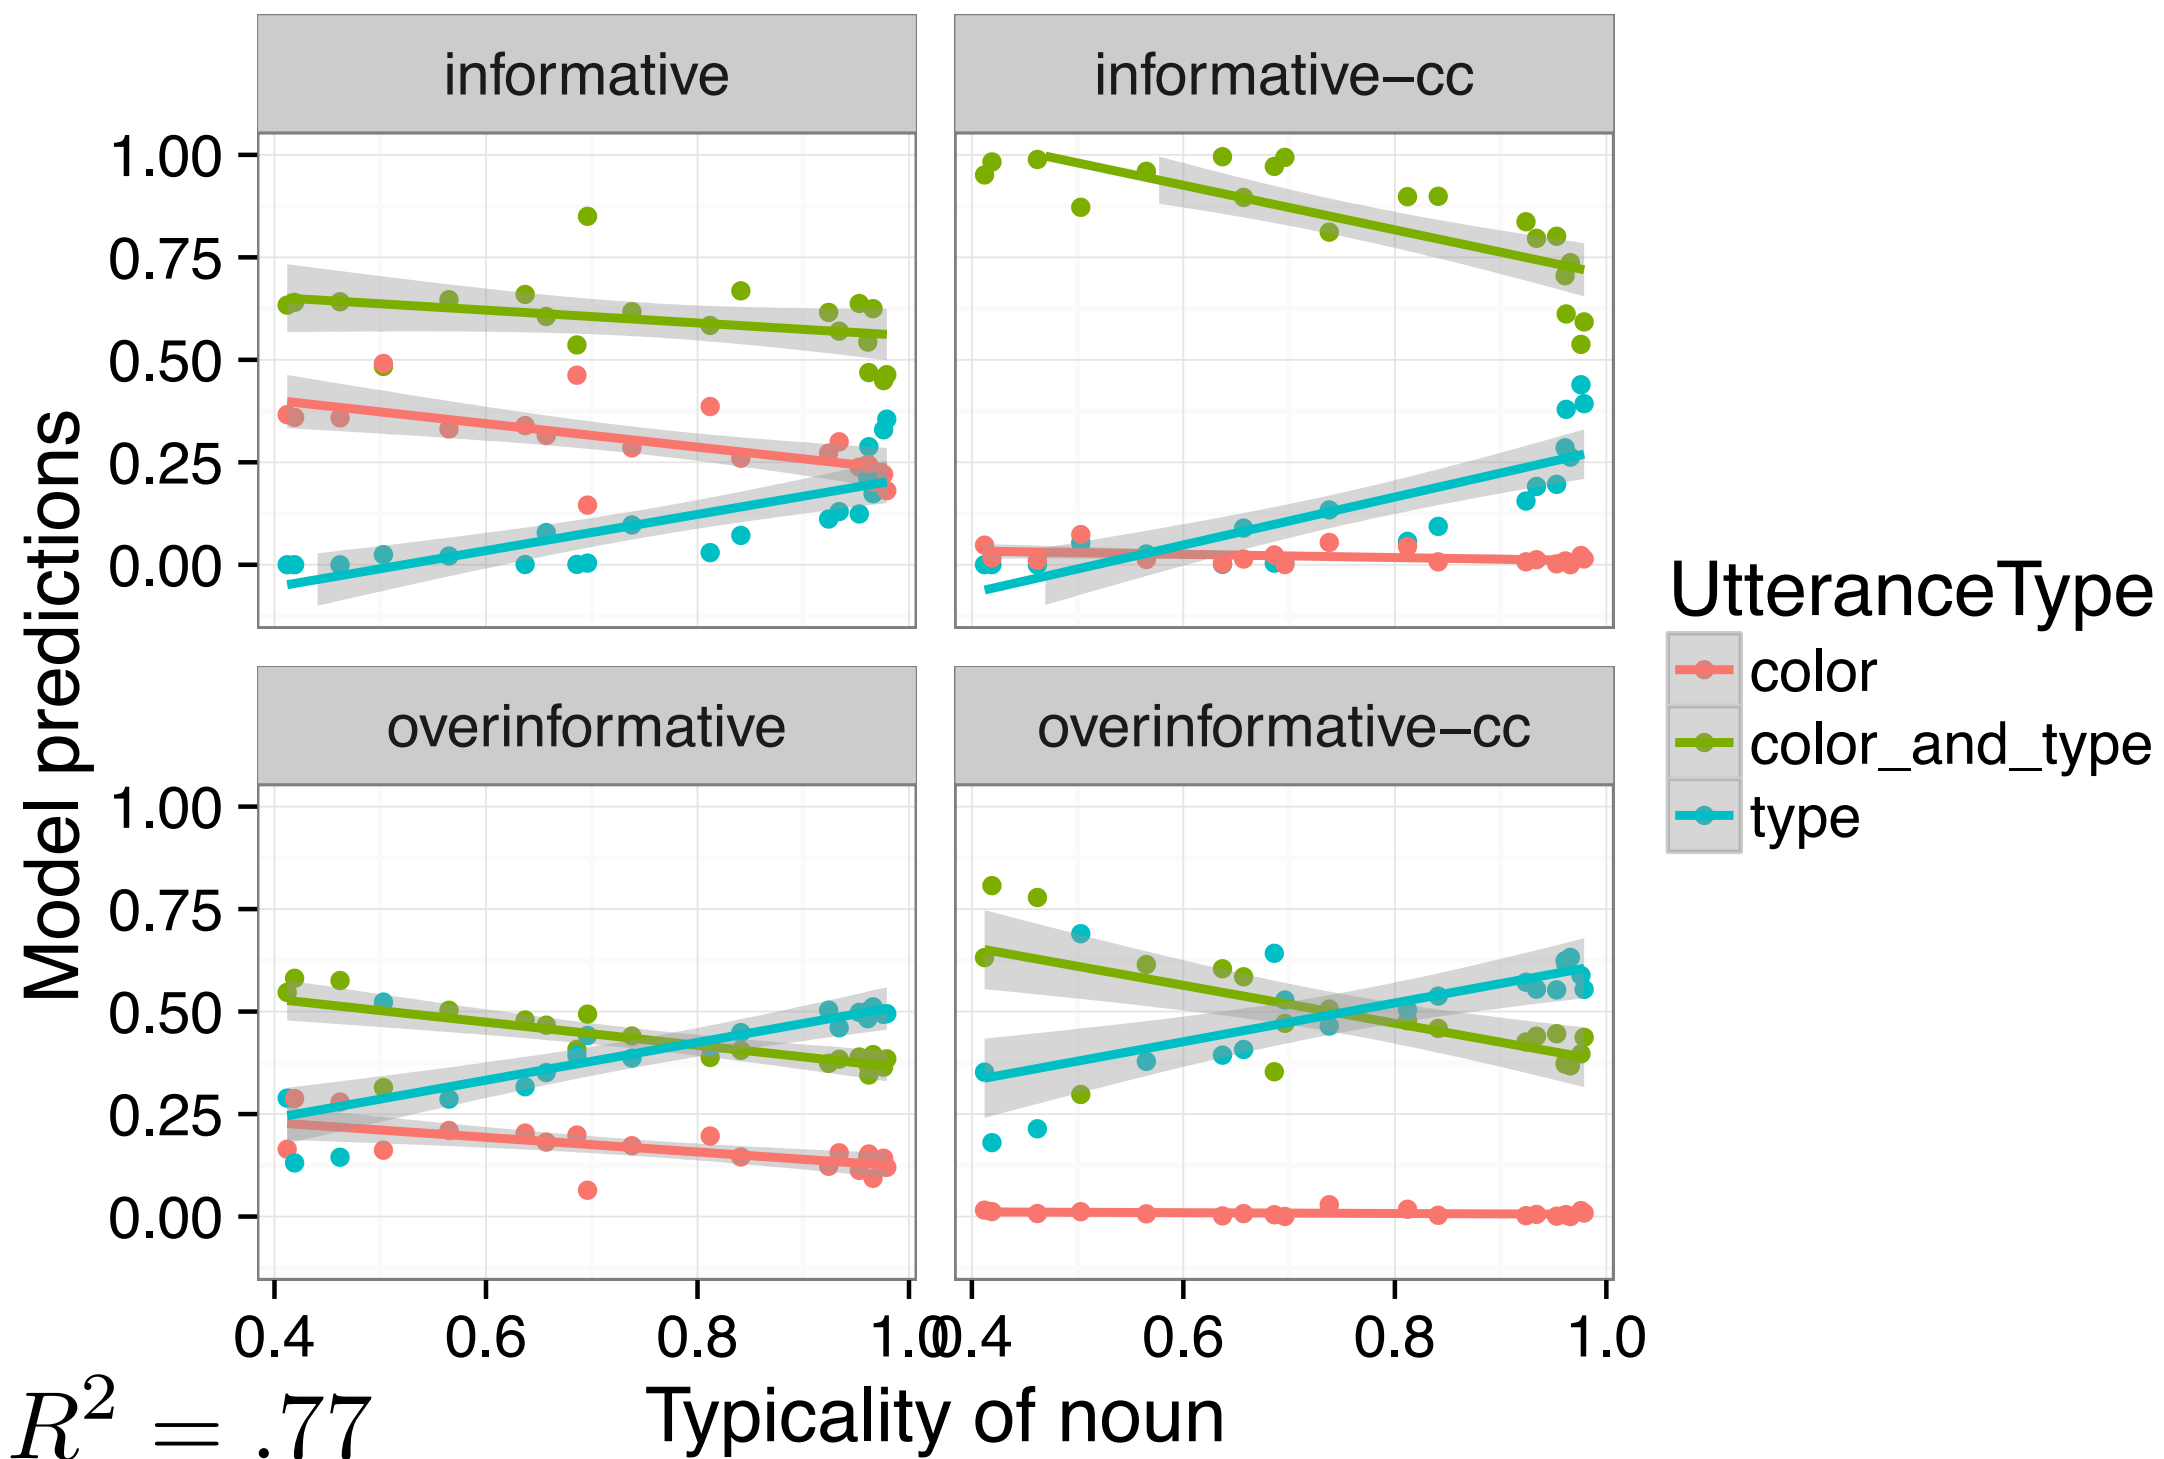 informative
informative−cc
1.00
0.75
0.50
0.25
0.00
overinformative
overinformative−cc
1.00
0.75
0.50
0.25
0.00
0.4 0.6 0.8 1.0
0.4 0.6 0.8 1.0
Model predictions
Typicality of noun
UtteranceType
color
color_and_type
type
R² = .77